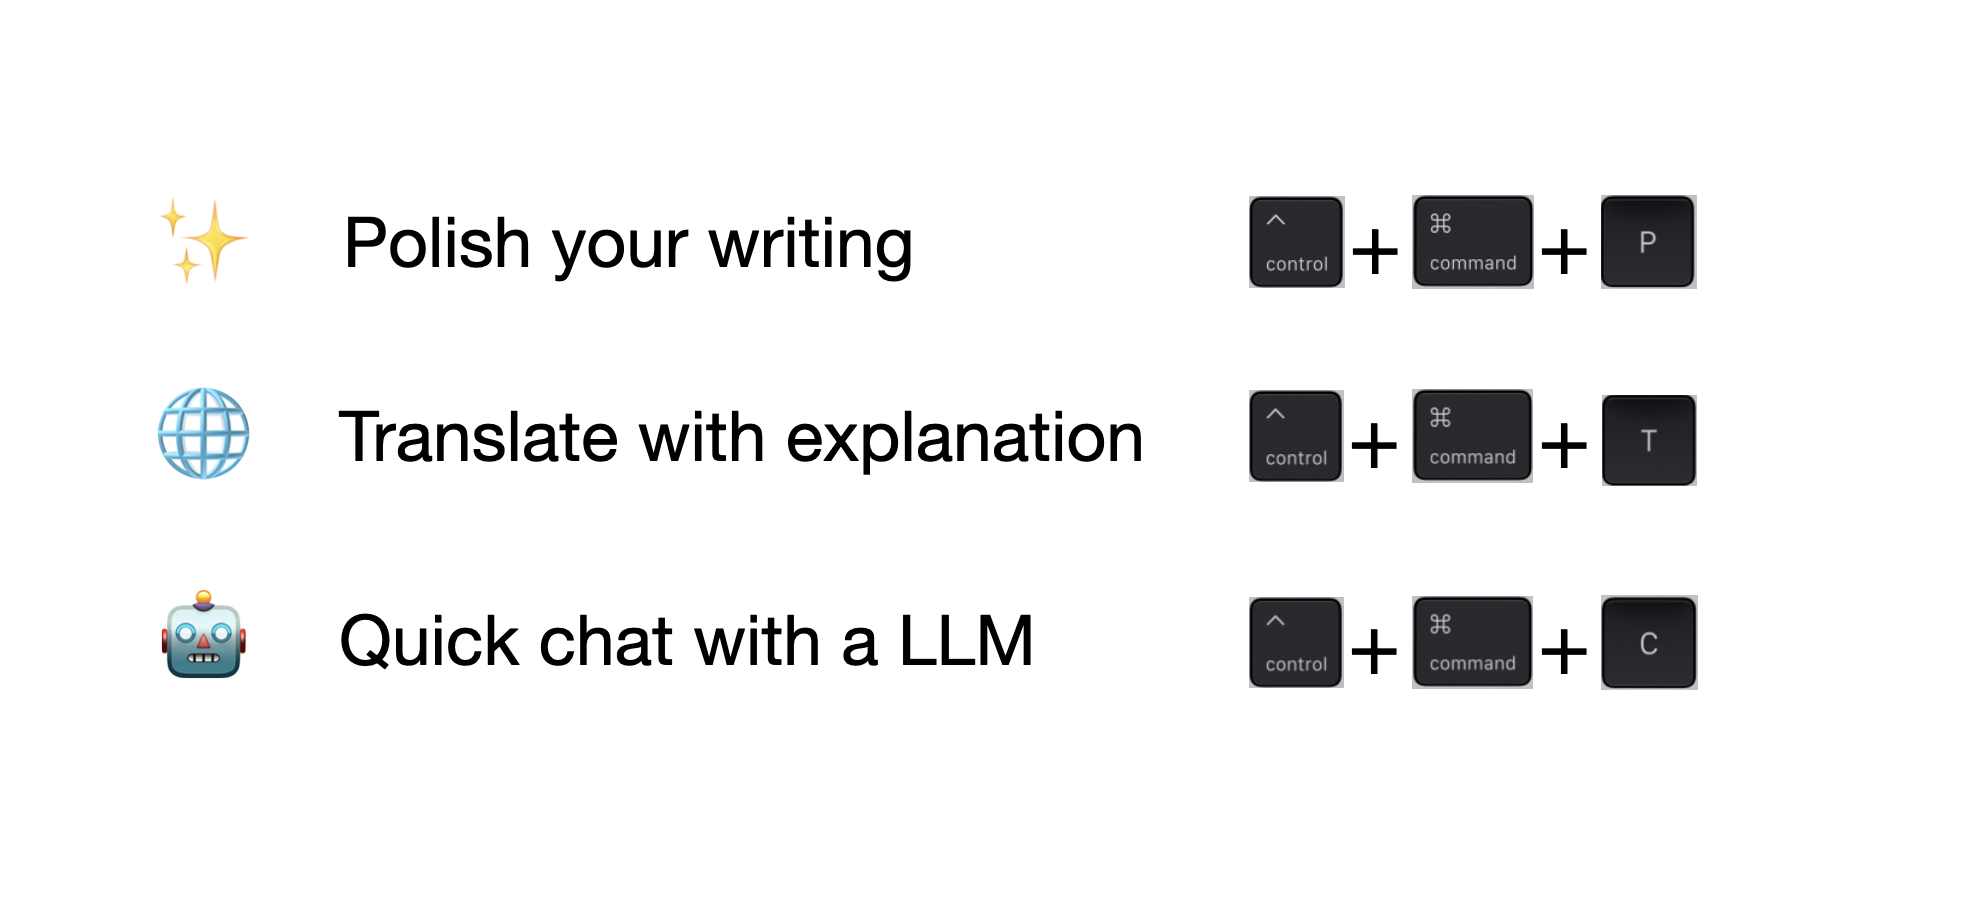 ✨ Polish your writing ^ control + ⌘ command + P
🌐 Translate with explanation ^ control + ⌘ command + T
🤖 Quick chat with a LLM ^ control + ⌘ command + C